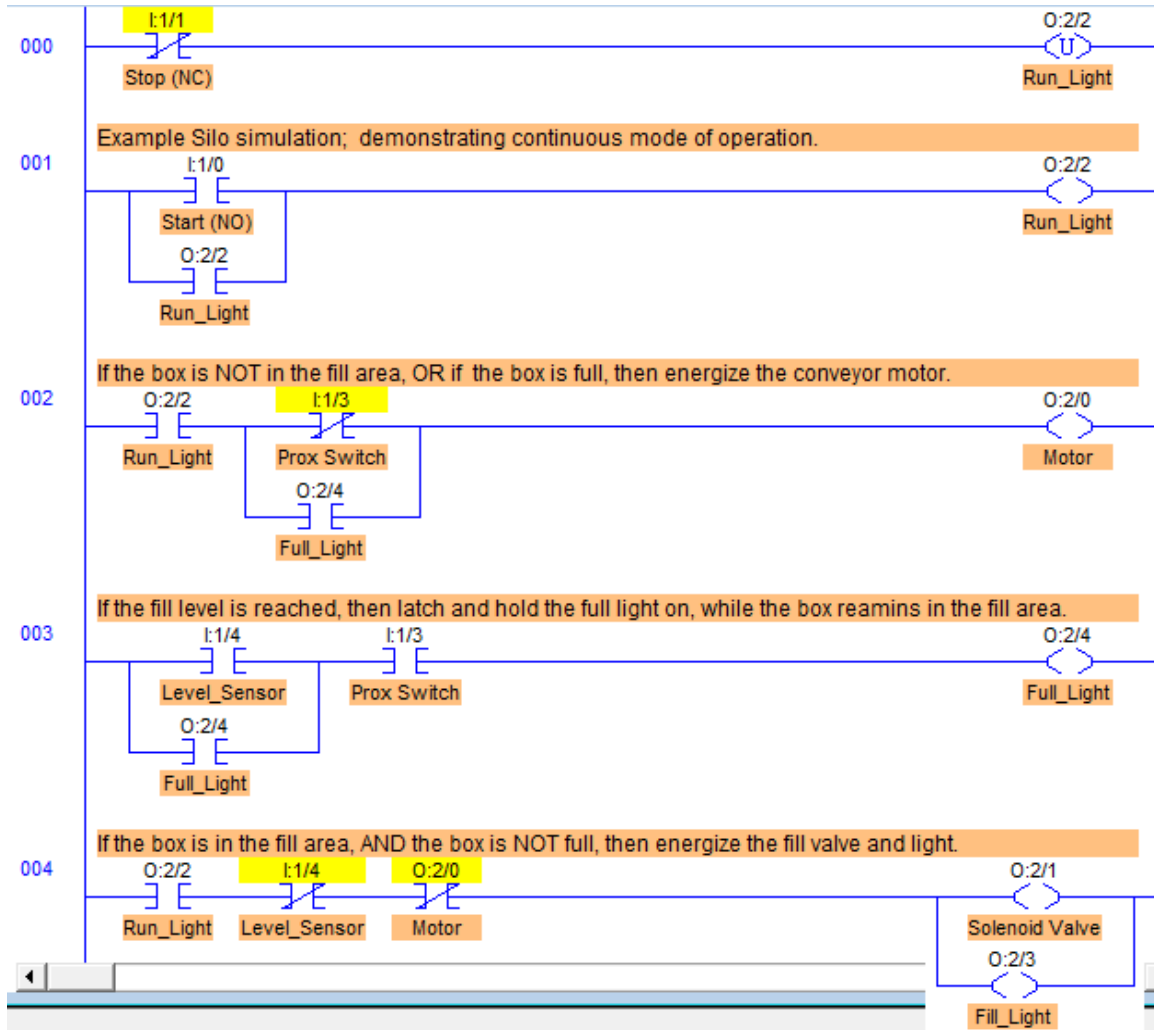 I:1/1 O:2/2
000 U
Stop (NC) Run_Light
Example Silo simulation; demonstrating continuous mode of operation.
001 I:1/0 O:2/2
Start (NO) Run_Light
O:2/2
Run_Light
If the box is NOT in the fill area, OR if the box is full, then energize the conveyor motor.
002 O:2/2 I:1/3 O:2/0
Run_Light Prox Switch Motor
O:2/4
Full_Light
If the fill level is reached, then latch and hold the full light on, while the box reamins in the fill area.
003 I:1/4 I:1/3 O:2/4
Level_Sensor Prox Switch Full_Light
O:2/4
Full_Light
If the box is in the fill area, AND the box is NOT full, then energize the fill valve and light.
004 O:2/2 I:1/4 O:2/0 O:2/1
Run_Light Level_Sensor Motor Solenoid Valve
O:2/3
Fill_Light